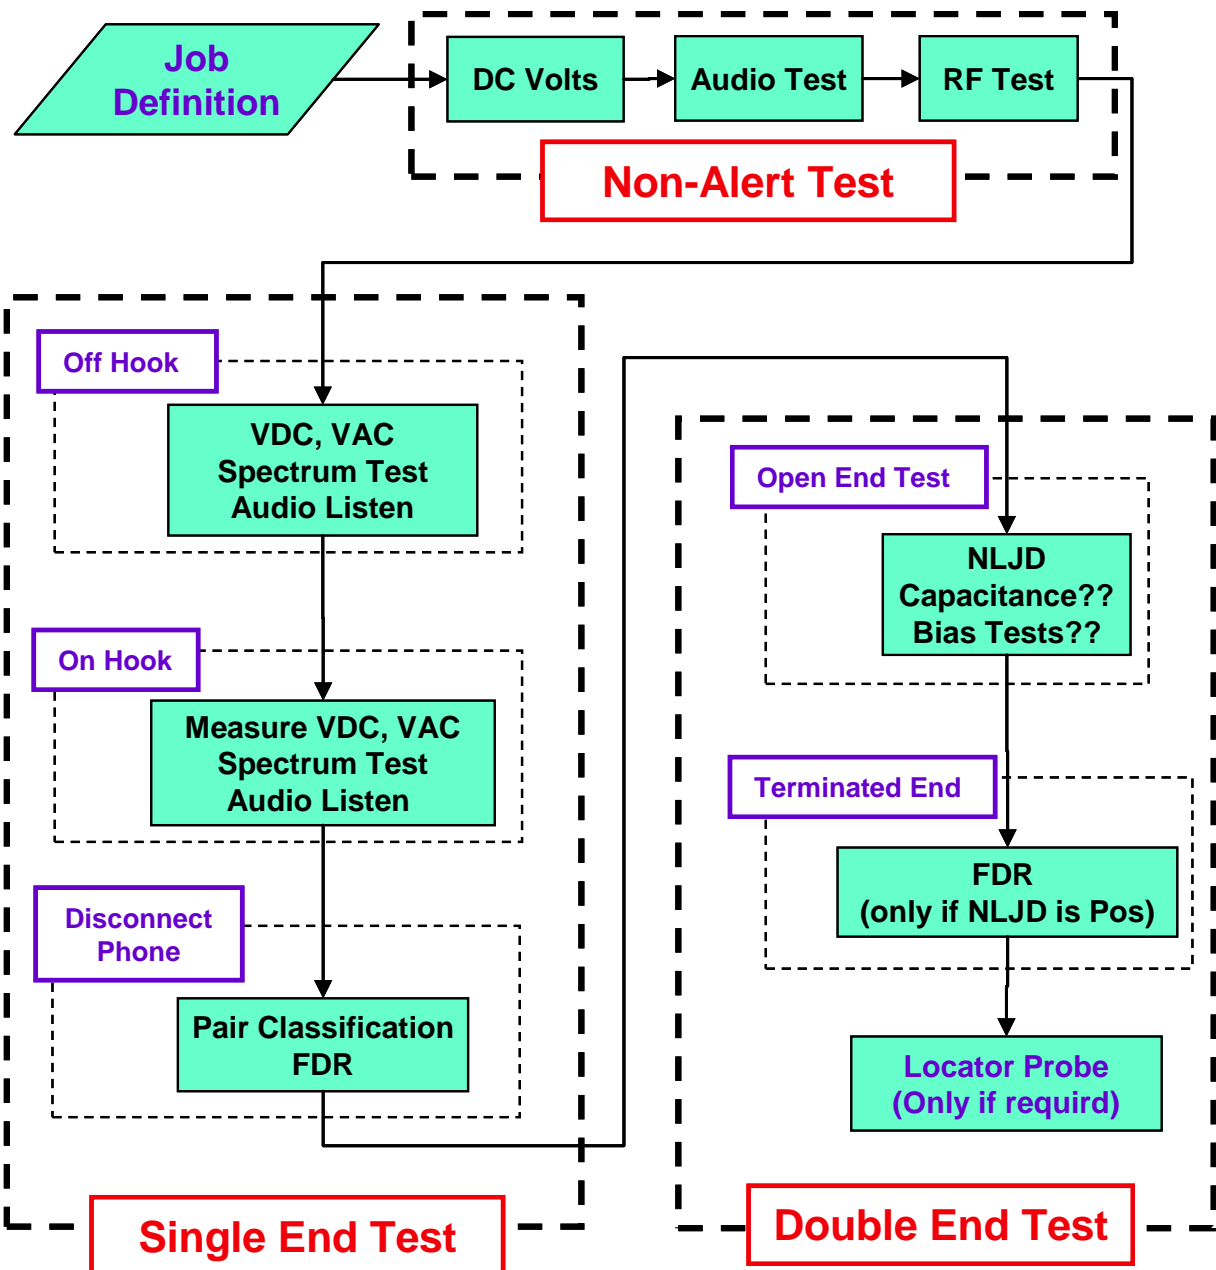 Job
Definition
DC Volts
Audio Test
RF Test
Non-Alert Test
Off Hook
VDC, VAC
Spectrum Test
Audio Listen
On Hook
Measure VDC, VAC
Spectrum Test
Audio Listen
Disconnect
Phone
Pair Classification
FDR
Single End Test
Open End Test
NLJD
Capacitance??
Bias Tests??
Terminated End
FDR
(only if NLJD is Pos)
Locator Probe
(Only if requird)
Double End Test